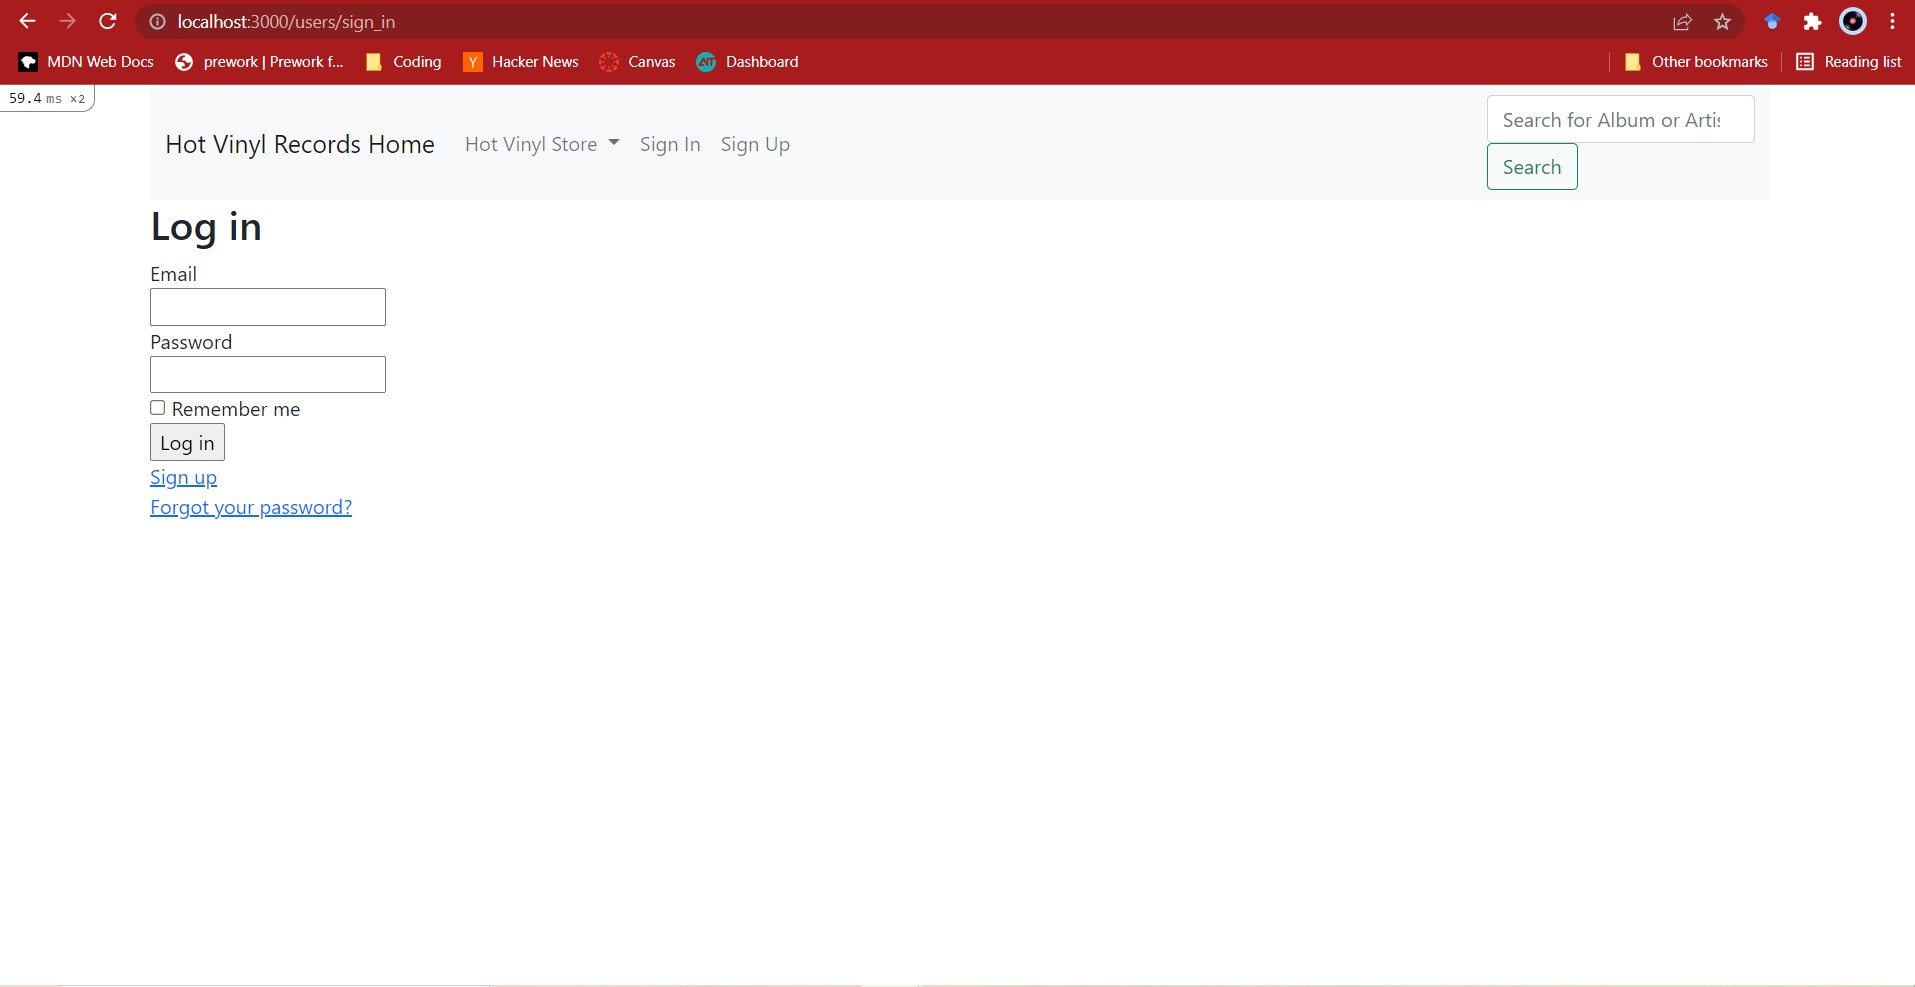 localhost:3000/users/sign_in
MDN Web Docs prework | Prework f... Coding Y Hacker News Canvas AIT Dashboard Other bookmarks Reading list
59.4 ms x2
Search for Album or Artis
Hot Vinyl Records Home Hot Vinyl Store Sign In Sign Up
Search
Log in
Email
Password
Remember me
Log in
Sign up
Forgot your password?